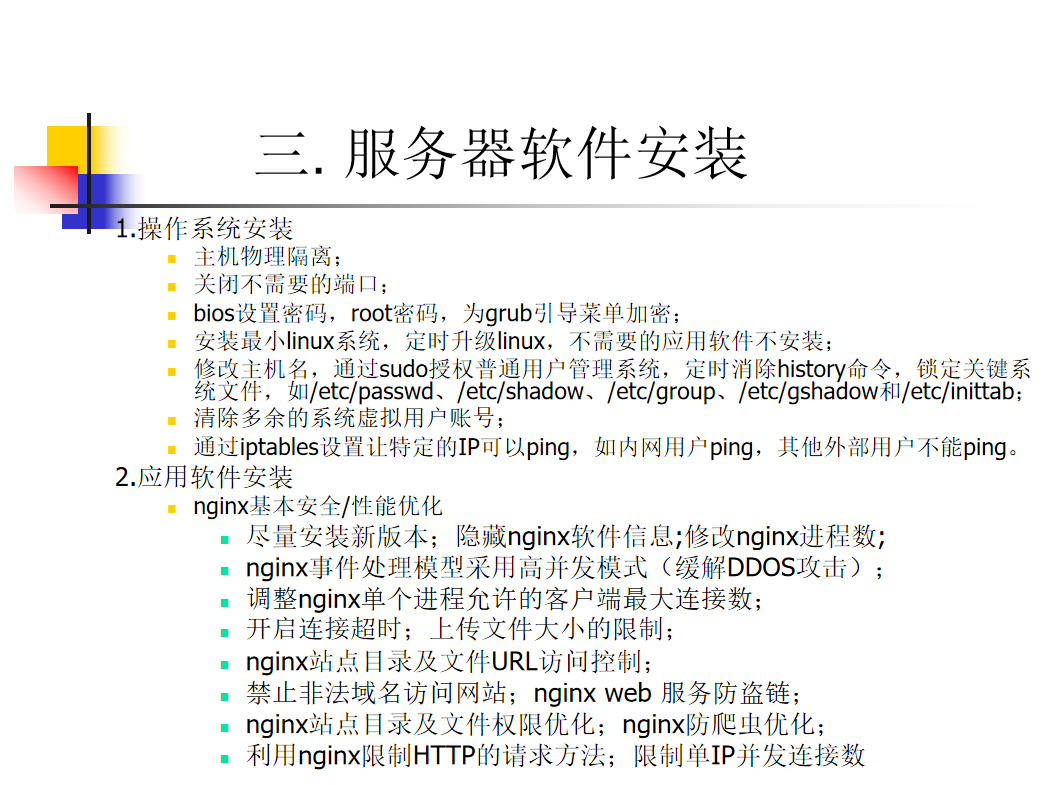 三. 服务器软件安装
1.操作系统安装
主机物理隔离；
关闭不需要的端口；
bios设置密码，root密码，为grub引导菜单加密；
安装最小linux系统，定时升级linux，不需要的应用软件不安装；
修改主机名，通过sudo授权普通用户管理系统，定时消除history命令，锁定关键系
统文件，如/etc/passwd、/etc/shadow、/etc/group、/etc/gshadow和/etc/inittab；
清除多余的系统虚拟用户账号；
通过iptables设置让特定的IP可以ping，如内网用户ping，其他外部用户不能ping。
2.应用软件安装
nginx基本安全/性能优化
尽量安装新版本；隐藏nginx软件信息;修改nginx进程数;
nginx事件处理模型采用高并发模式（缓解DDOS攻击）；
调整nginx单个进程允许的客户端最大连接数；
开启连接超时；上传文件大小的限制；
nginx站点目录及文件URL访问控制；
禁止非法域名访问网站；nginx web 服务防盗链；
nginx站点目录及文件权限优化；nginx防爬虫优化；
利用nginx限制HTTP的请求方法；限制单IP并发连接数